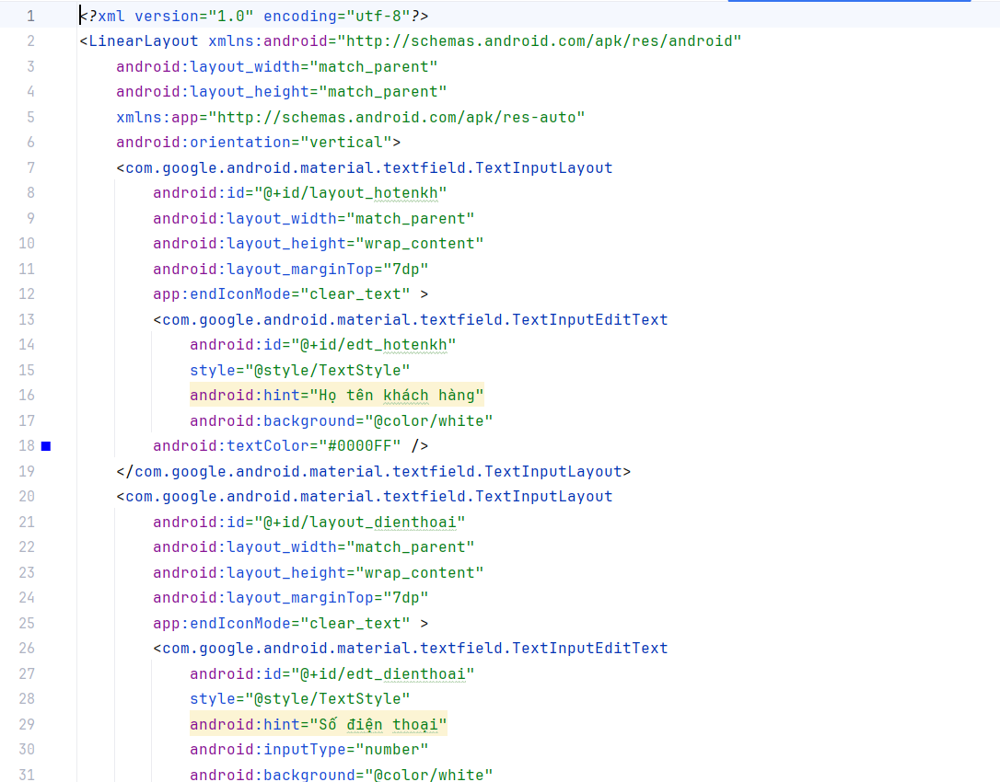 1 <?xml version="1.0" encoding="utf-8"?>
2 <LinearLayout xmlns:android="http://schemas.android.com/apk/res/android"
3 android:layout_width="match_parent"
4 android:layout_height="match_parent"
5 xmlns:app="http://schemas.android.com/apk/res-auto"
6 android:orientation="vertical">
7 <com.google.android.material.textfield.TextInputLayout
8 android:id="@+id/layout_hotenkh"
9 android:layout_width="match_parent"
10 android:layout_height="wrap_content"
11 android:layout_marginTop="7dp"
12 app:endIconMode="clear_text" >
13 <com.google.android.material.textfield.TextInputEditText
14 android:id="@+id/edt_hotenkh"
15 style="@style/TextStyle"
16 android:hint="Họ tên khách hàng"
17 android:background="@color/white"
18 android:textColor="#0000FF" />
19 </com.google.android.material.textfield.TextInputLayout>
20 <com.google.android.material.textfield.TextInputLayout
21 android:id="@+id/layout_dienthoai"
22 android:layout_width="match_parent"
23 android:layout_height="wrap_content"
24 android:layout_marginTop="7dp"
25 app:endIconMode="clear_text" >
26 <com.google.android.material.textfield.TextInputEditText
27 android:id="@+id/edt_dienthoai"
28 style="@style/TextStyle"
29 android:hint="Số điện thoại"
30 android:inputType="number"
31 android:background="@color/white"